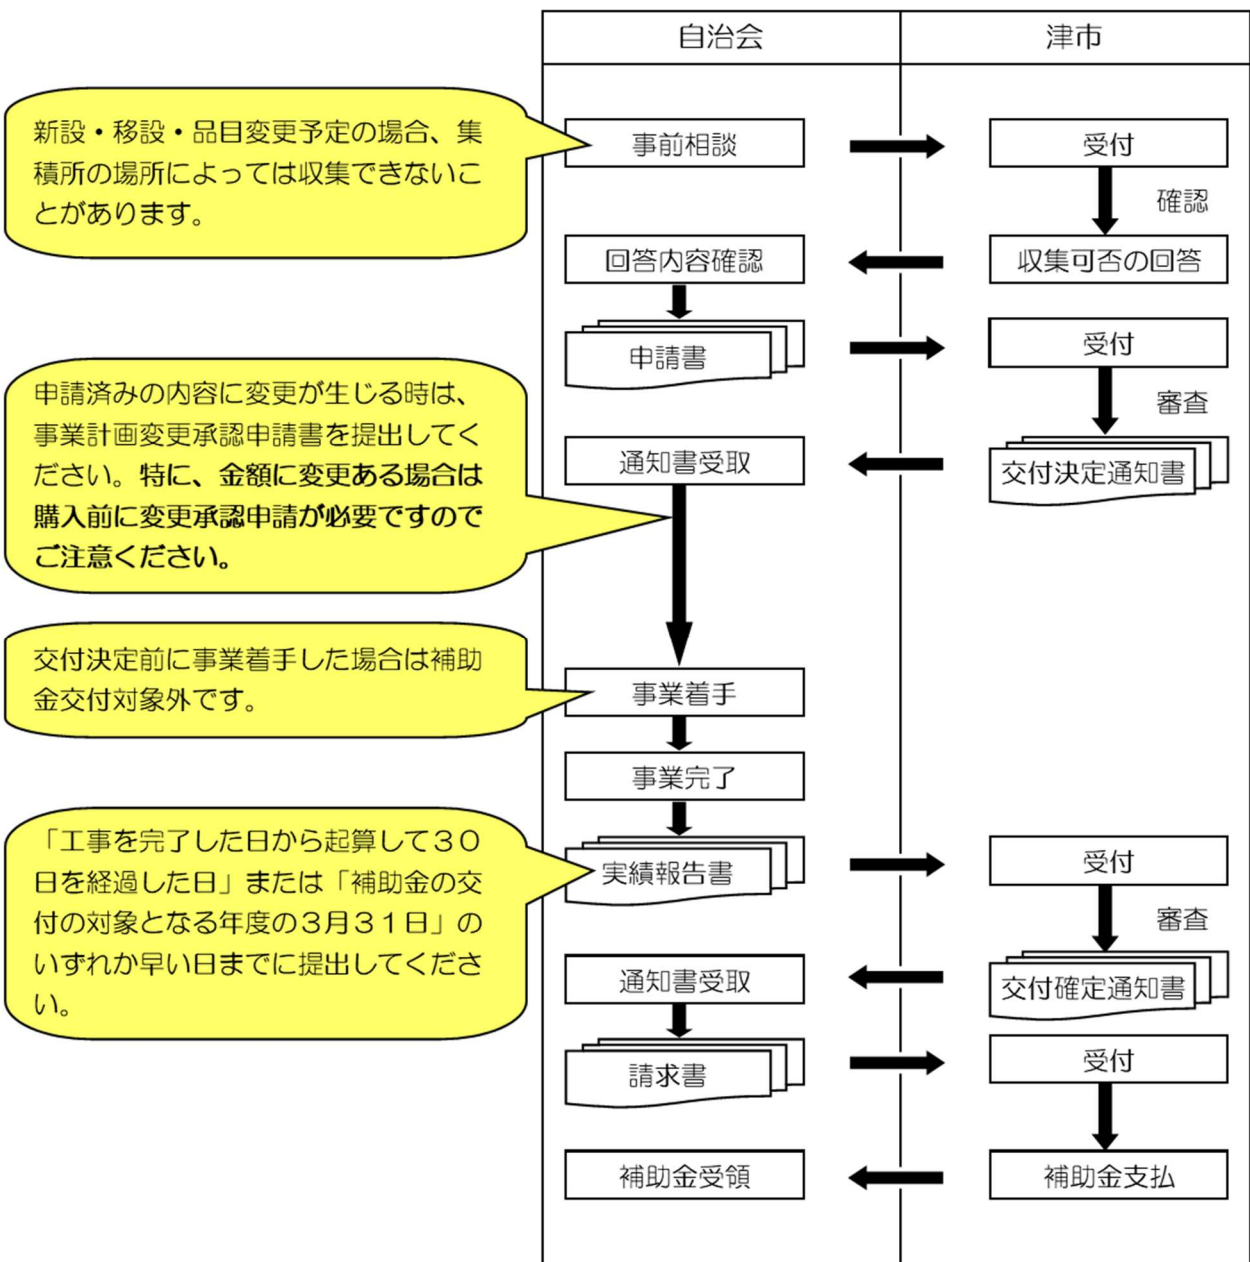 自治会
津市
新設・移設・品目変更予定の場合、集
積所の場所によっては収集できないこ
とがあります。
事前相談
受付
確認
回答内容確認
収集可否の回答
申請書
受付
審査
申請済みの内容に変更が生じる時は、
事業計画変更承認申請書を提出してく
ださい。特に、金額に変更ある場合は
購入前に変更承認申請が必要ですので
ご注意ください。
通知書受取
交付決定通知書
交付決定前に事業着手した場合は補助
金交付対象外です。
事業着手
事業完了
「工事を完了した日から起算して３０
日を経過した日」または「補助金の交
付の対象となる年度の３月３１日」の
いずれか早い日までに提出してくださ
い。
実績報告書
受付
審査
通知書受取
交付確定通知書
請求書
受付
補助金受領
補助金支払